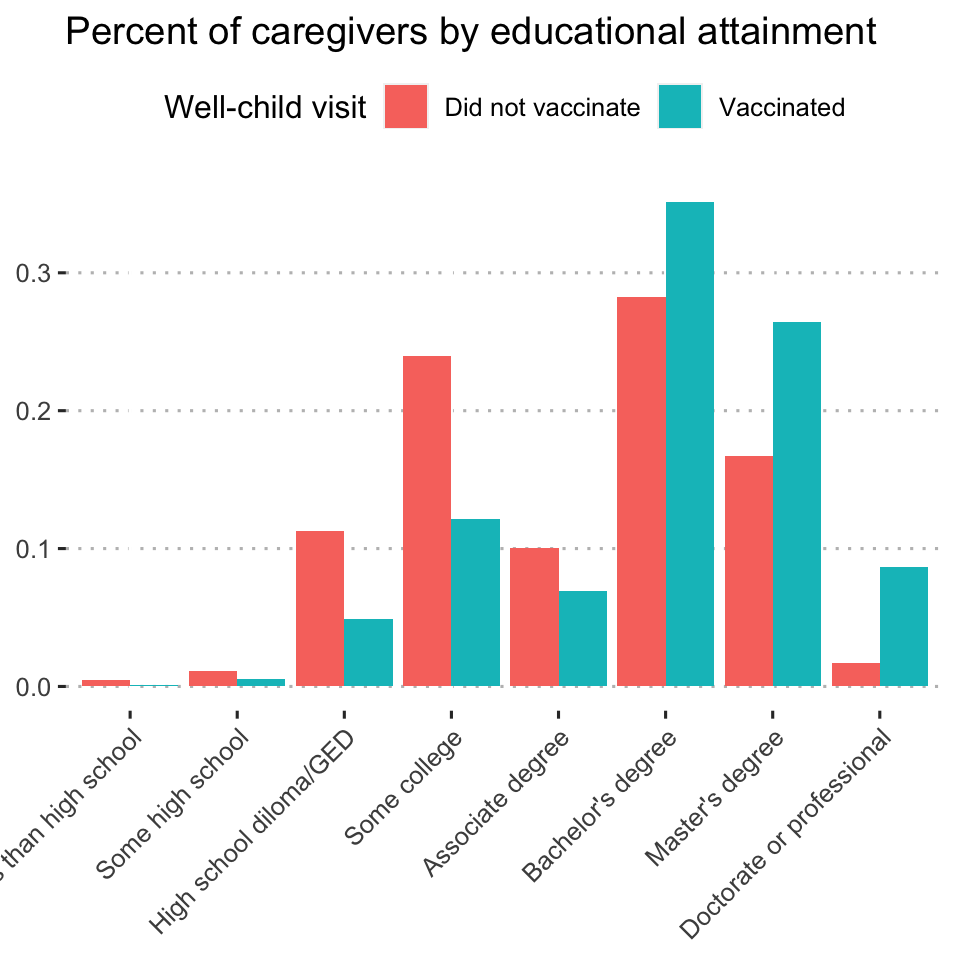 Percent of caregivers by educational attainment
Well-child visit Did not vaccinate Vaccinated
0.3
0.2
0.1
0.0
than high school
Some high school
High school diloma/GED
Some college
Associate degree
Bachelor's degree
Master's degree
Doctorate or professional